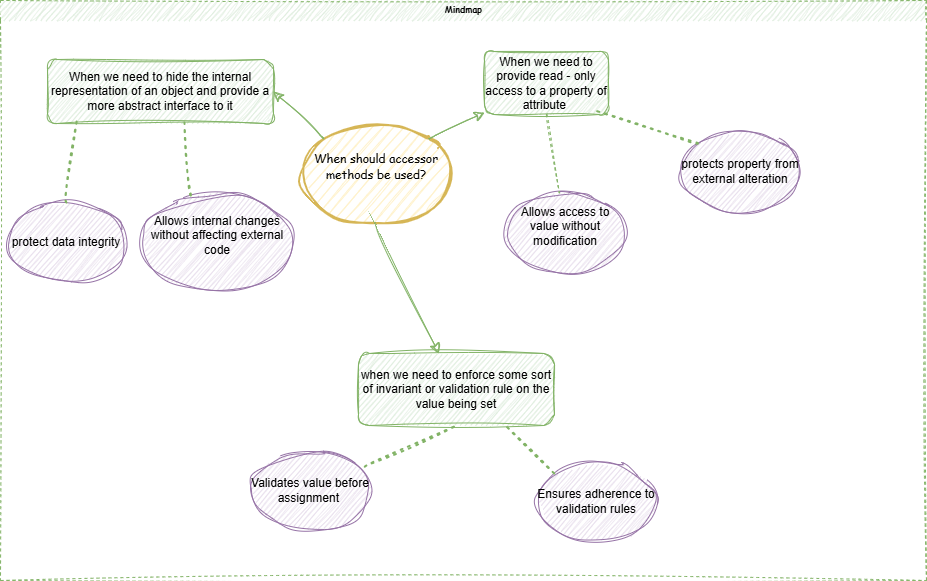 Mindmap
When we need to hide the internal
representation of an object and provide a
more abstract interface to it
When we need to
provide read - only
access to a property of
attribute
When should accessor
methods be used?
protects property from
external alteration
protect data integrity
Allows internal changes
without affecting external
code
Allows access to
value without
modification
when we need to enforce some sort
of invariant or validation rule on the
value being set
Validates value before
assignment
Ensures adherence to
validation rules